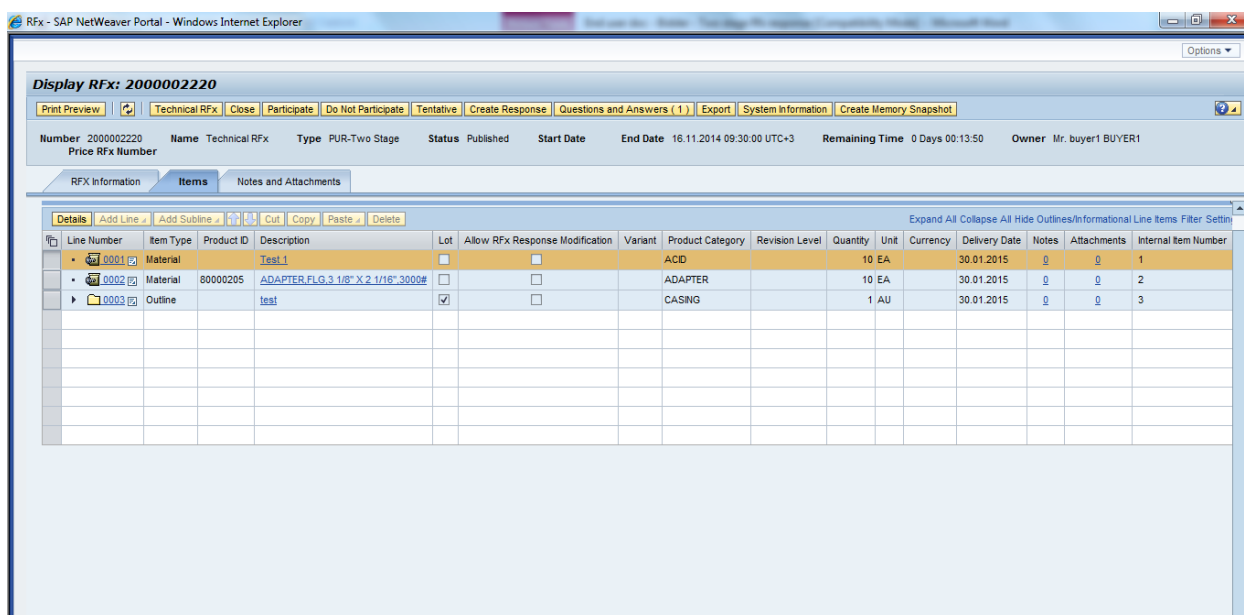 RFx - SAP NetWeaver Portal - Windows Internet Explorer
Options
Display RFx: 2000002220
Print Preview Technical RFx Close Participate Do Not Participate Tentative Create Response Questions and Answers ( 1 ) Export System Information Create Memory Snapshot
Number 2000002220 Name Technical RFx Type PUR-Two Stage Status Published Start Date End Date 16.11.2014 09:30:00 UTC+3 Remaining Time 0 Days 00:13:50 Owner Mr. buyer1 BUYER1
Price RFx Number
RFX Information Items Notes and Attachments
Details Add Line Add Subline Cut Copy Paste Delete Expand All Collapse All Hide Outlines/Informational Line Items Filter Settin
Line Number Item Type Product ID Description Lot Allow RFx Response Modification Variant Product Category Revision Level Quantity Unit Currency Delivery Date Notes Attachments Internal Item Number
0001 Material Test 1 ACID 10 EA 30.01.2015 0 0 1
0002 Material 80000205 ADAPTER,FLG,3 1/8" X 2 1/16",3000# ADAPTER 10 EA 30.01.2015 0 0 2
0003 Outline test CASING 1 AU 30.01.2015 0 0 3